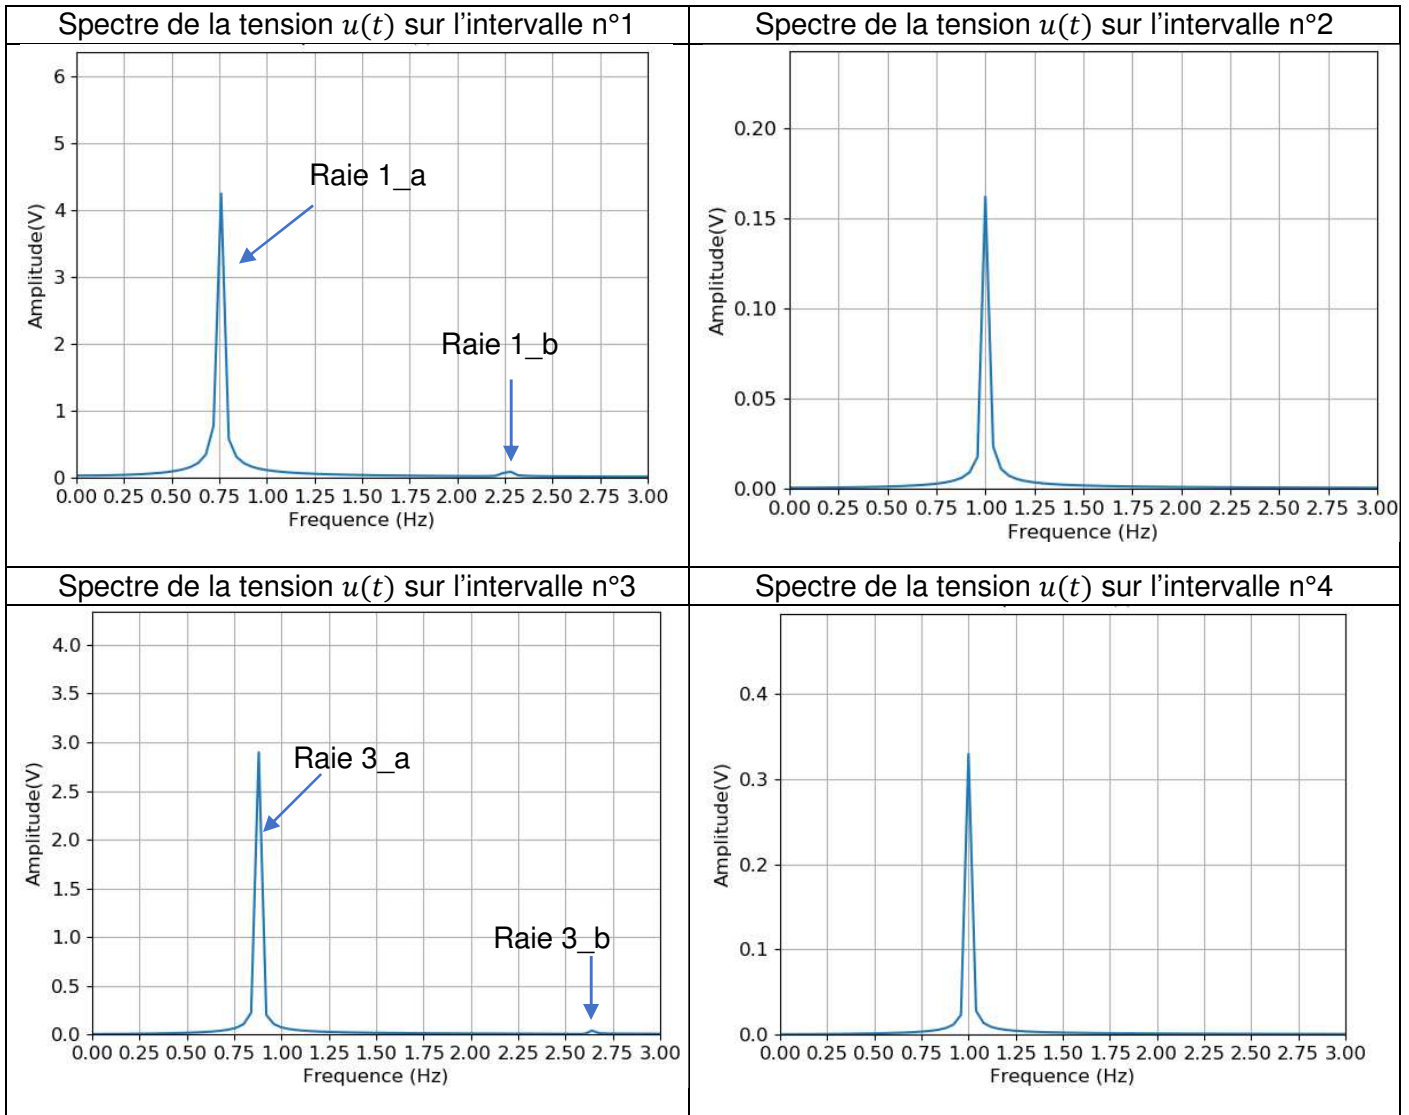 Spectre de la tension u(t) sur l'intervalle n°1
6
5
4
3
2
1
0
Amplitude(V)
Raie 1_a
Raie 1_b
0.00 0.25 0.50 0.75 1.00 1.25 1.50 1.75 2.00 2.25 2.50 2.75 3.00
Frequence (Hz)
Spectre de la tension u(t) sur l'intervalle n°2
0.20
0.15
0.10
0.05
0.00
Amplitude(V)
0.00 0.25 0.50 0.75 1.00 1.25 1.50 1.75 2.00 2.25 2.50 2.75 3.00
Frequence (Hz)
Spectre de la tension u(t) sur l'intervalle n°3
4.0
3.5
3.0
2.5
2.0
1.5
1.0
0.5
0.0
Amplitude(V)
Raie 3_a
Raie 3_b
0.00 0.25 0.50 0.75 1.00 1.25 1.50 1.75 2.00 2.25 2.50 2.75 3.00
Frequence (Hz)
Spectre de la tension u(t) sur l'intervalle n°4
0.4
0.3
0.2
0.1
0.0
Amplitude(V)
0.00 0.25 0.50 0.75 1.00 1.25 1.50 1.75 2.00 2.25 2.50 2.75 3.00
Frequence (Hz)